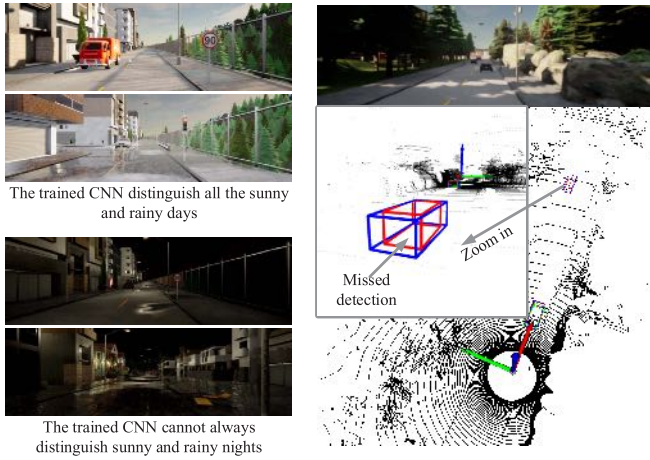 90
The trained CNN distinguish all the sunny
and rainy days
The trained CNN cannot always
distinguish sunny and rainy nights
Zoom in
Missed
detection